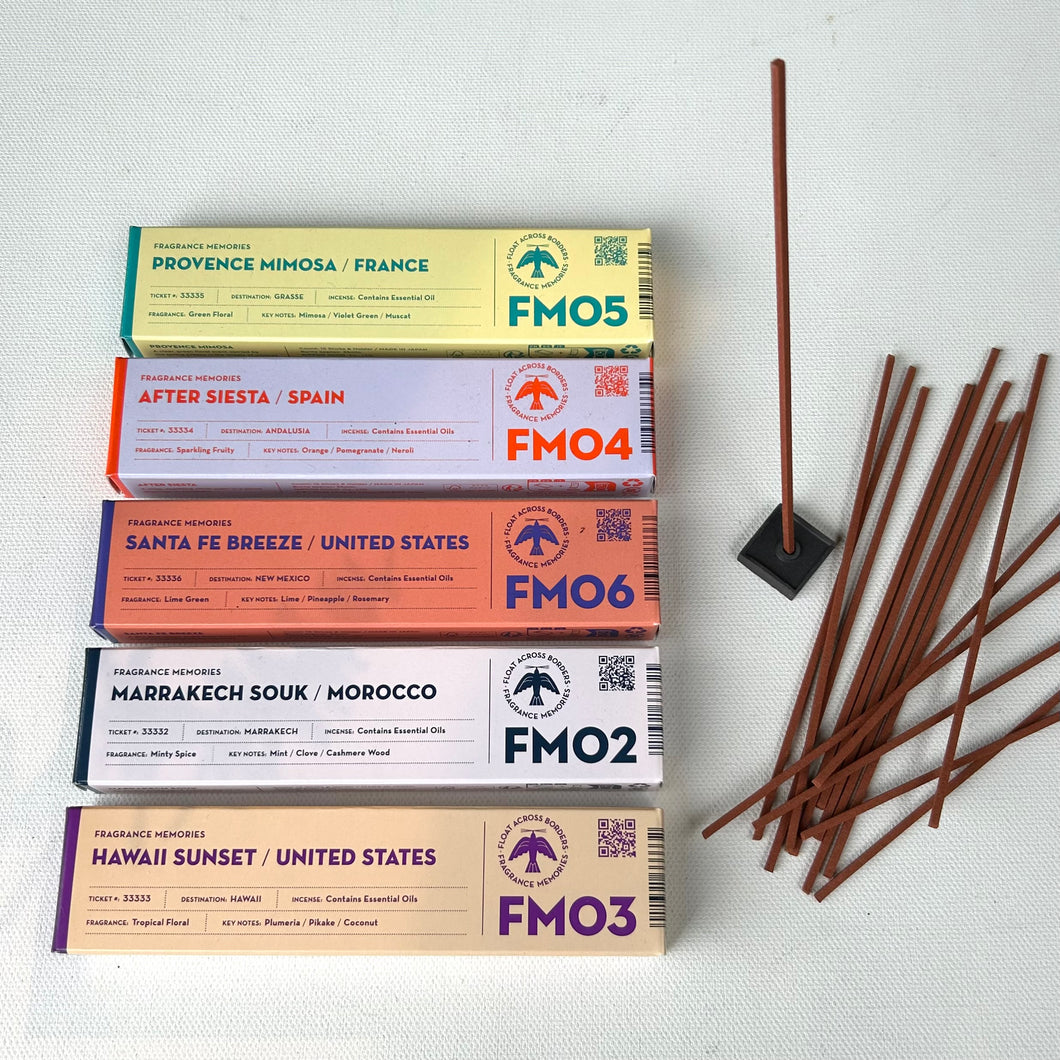 FRAGRANCE MEMORIES
PROVENCE MIMOSA / FRANCE
TICKET #: 33335 DESTINATION: GRASSE INCENSE: Contains Essential Oil
FRAGRANCE: Green Floral KEY NOTES: Mimosa / Violet Green / Muscat
· FLOAT ACROSS BORDERS · FRAGRANCE MEMORIES
FM05
PROVENCE MIMOSA
MADE IN JAPAN
FRAGRANCE MEMORIES
AFTER SIESTA / SPAIN
TICKET #: 33334 DESTINATION: ANDALUSIA INCENSE: Contains Essential Oils
FRAGRANCE: Sparkling Fruity KEY NOTES: Orange / Pomegranate / Neroli
· FLOAT ACROSS BORDERS · FRAGRANCE MEMORIES
FM04
AFTER SIESTA
FRAGRANCE MEMORIES
SANTA FE BREEZE / UNITED STATES
TICKET #: 33336 DESTINATION: NEW MEXICO INCENSE: Contains Essential Oils
FRAGRANCE: Lime Green KEY NOTES: Lime / Pineapple / Rosemary
· FLOAT ACROSS BORDERS · FRAGRANCE MEMORIES
FM06
SANTA FE BREEZE
FRAGRANCE MEMORIES
MARRAKECH SOUK / MOROCCO
TICKET #: 33332 DESTINATION: MARRAKECH INCENSE: Contains Essential Oils
FRAGRANCE: Minty Spice KEY NOTES: Mint / Clove / Cashmere Wood
· FLOAT ACROSS BORDERS · FRAGRANCE MEMORIES
FM02
FRAGRANCE MEMORIES
HAWAII SUNSET / UNITED STATES
TICKET #: 33333 DESTINATION: HAWAII INCENSE: Contains Essential Oils
FRAGRANCE: Tropical Floral KEY NOTES: Plumeria / Pikake / Coconut
· FLOAT ACROSS BORDERS · FRAGRANCE MEMORIES
FM03